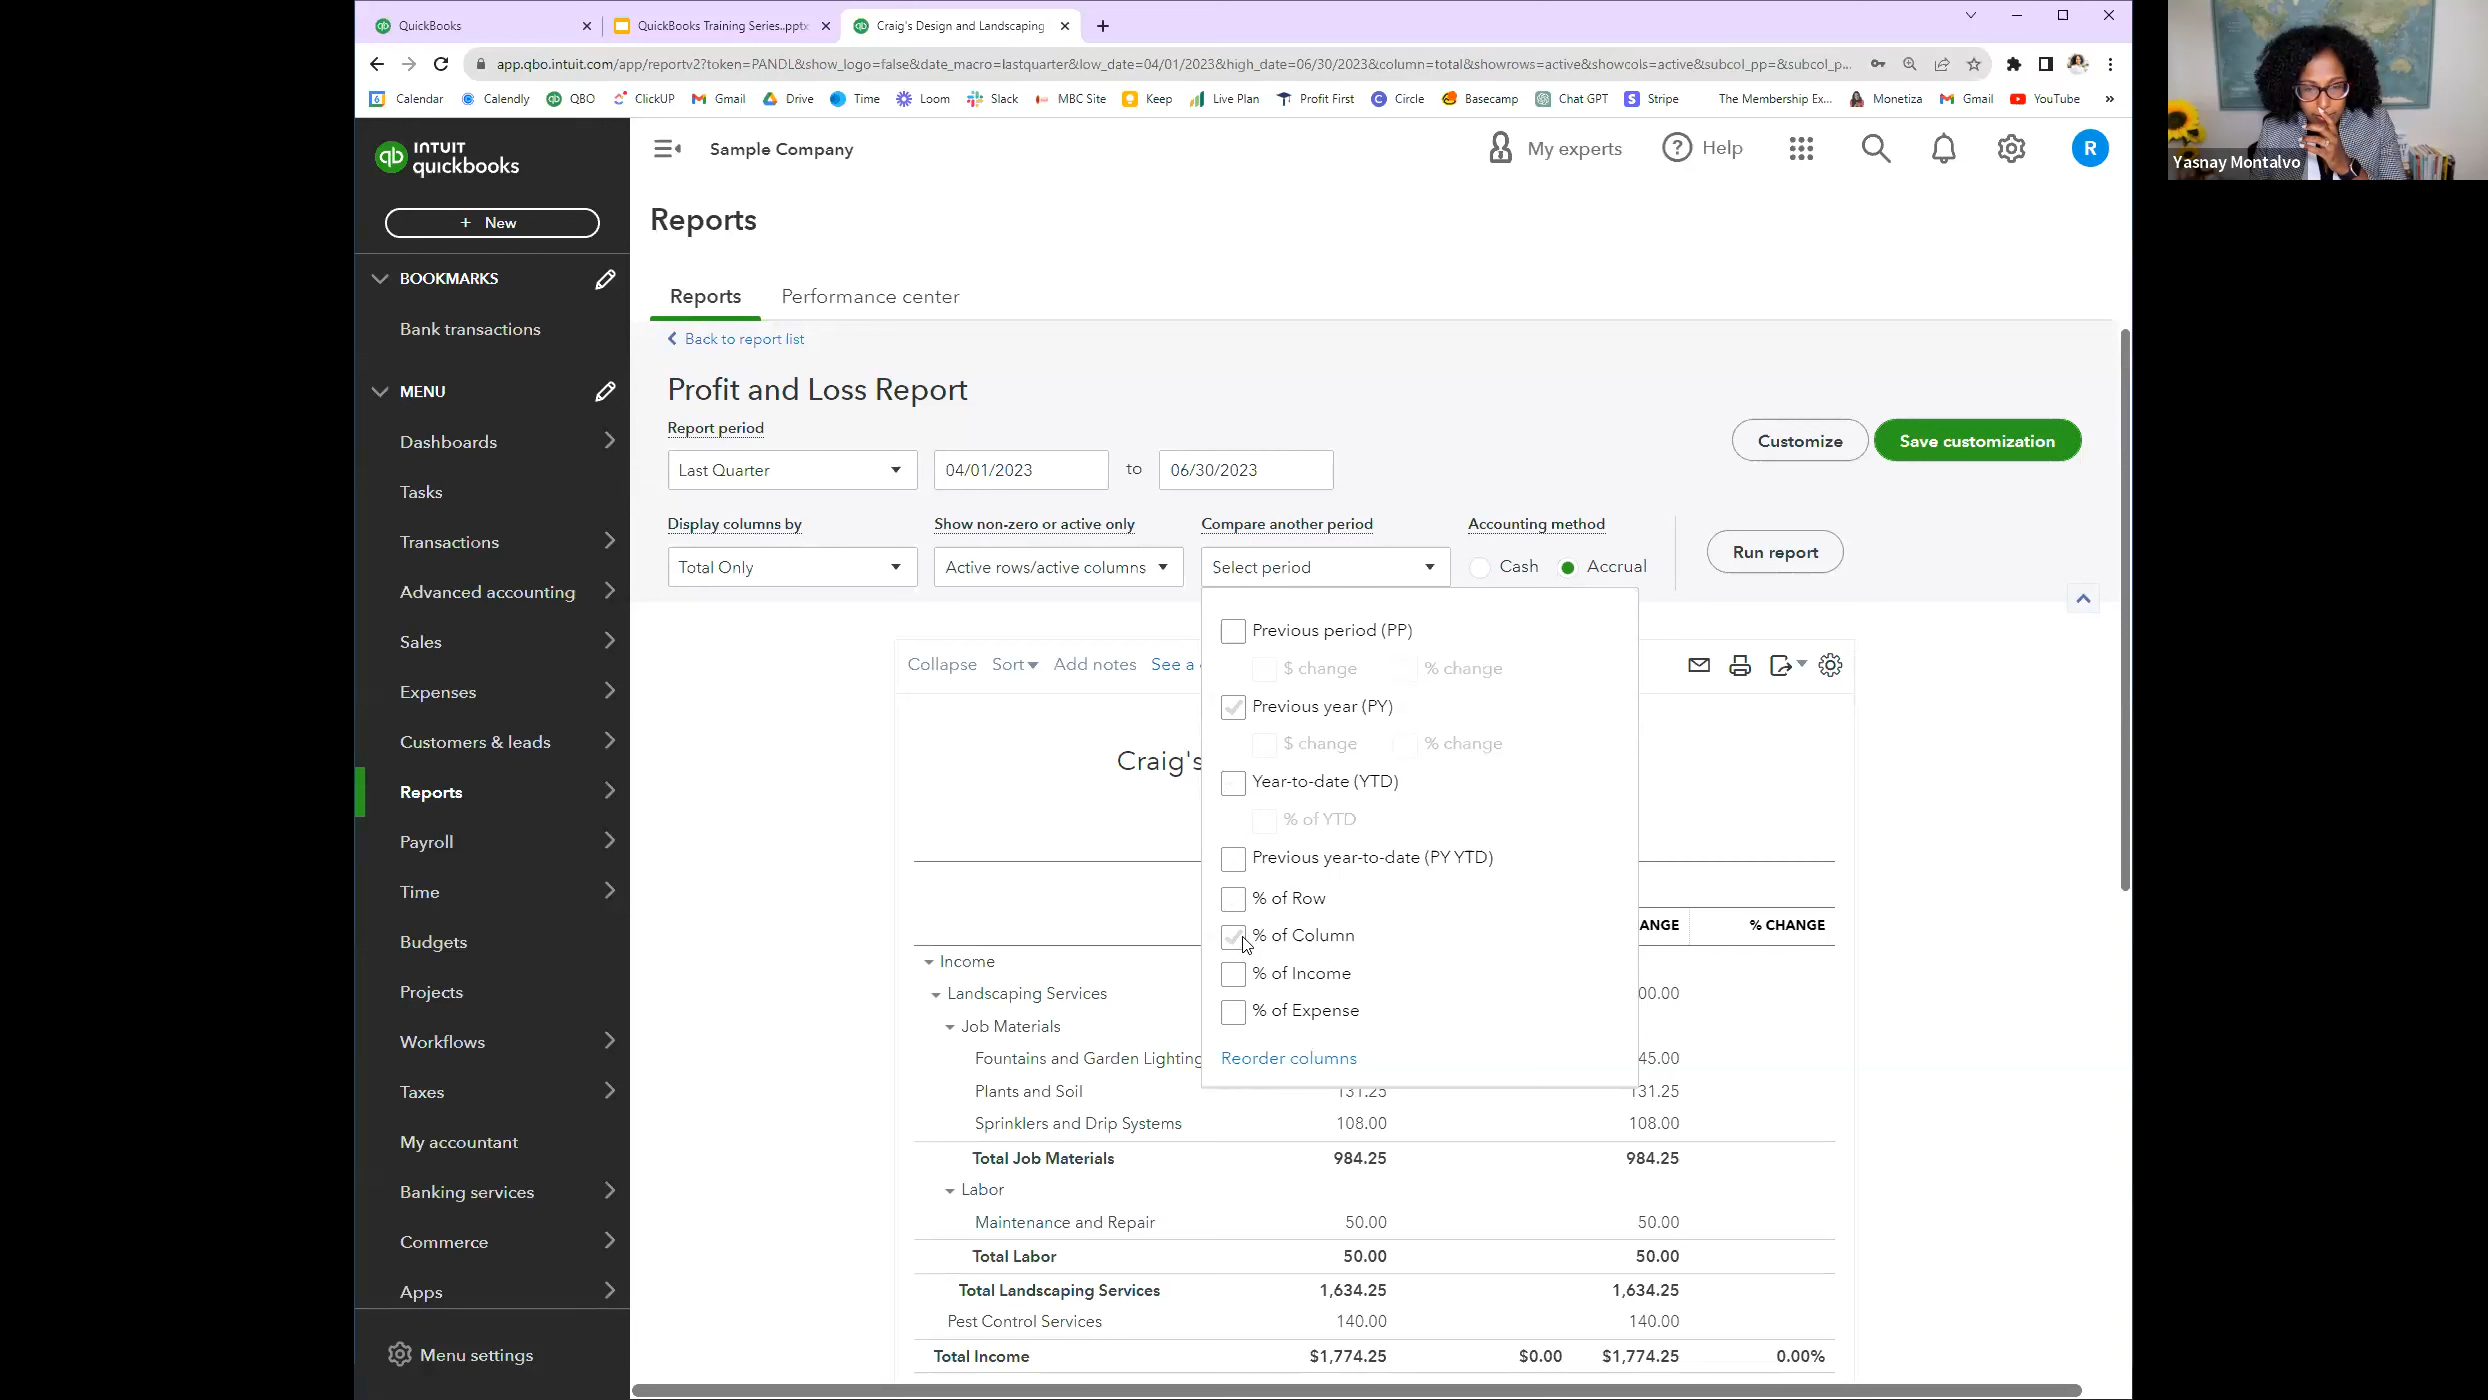 QuickBooks
QuickBooks Training Series..pptx
Craig's Design and Landscaping
app.qbo.intuit.com/app/reportv2?token=PANDL&show_logo=false&date_macro=lastquarter&low_date=04/01/2023&high_date=06/30/2023&column=total&showrows=active&showcols=active&subcol_pp=&subcol_p...
Calendar Calendly QBO ClickUP Gmail Drive Time Loom Slack MBC Site Keep Live Plan Profit First Circle Basecamp Chat GPT Stripe The Membership Ex... Monetiza Gmail YouTube »
Yasnay Montalvo
INTUIT
quickbooks
+ New
BOOKMARKS
Bank transactions
MENU
Dashboards
Tasks
Transactions
Advanced accounting
Sales
Expenses
Customers & leads
Reports
Payroll
Time
Budgets
Projects
Workflows
Taxes
My accountant
Banking services
Commerce
Apps
Menu settings
Sample Company
My experts
Help
R
Reports
Reports Performance center
Back to report list
Profit and Loss Report
Report period
Last Quarter 04/01/2023 to 06/30/2023
Customize Save customization
Display columns by Show non-zero or active only Compare another period Accounting method
Total Only Active rows/active columns Select period Cash Accrual
Run report
Previous period (PP)
$ change % change
Previous year (PY)
$ change % change
Year-to-date (YTD)
% of YTD
Previous year-to-date (PY YTD)
% of Row
% of Column
% of Income
% of Expense
Reorder columns
Collapse Sort Add notes See a
Craig's
ANGE % CHANGE
Income
Landscaping Services 00.00
Job Materials
Fountains and Garden Lighting 45.00
Plants and Soil 131.25 131.25
Sprinklers and Drip Systems 108.00 108.00
Total Job Materials 984.25 984.25
Labor
Maintenance and Repair 50.00 50.00
Total Labor 50.00 50.00
Total Landscaping Services 1,634.25 1,634.25
Pest Control Services 140.00 140.00
Total Income $1,774.25 $0.00 $1,774.25 0.00%